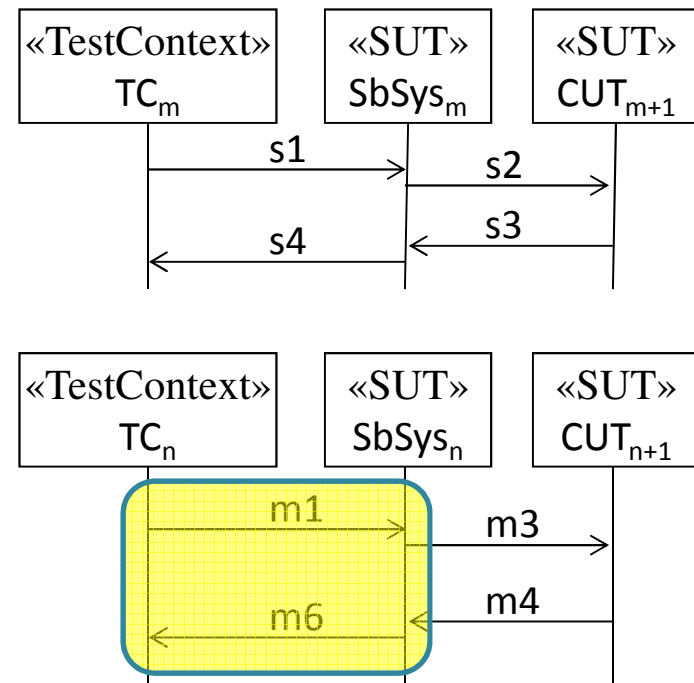 «TestContext» «SUT» «SUT»
TCₘ SbSysₘ CUTₘ₊₁
s1
s2
s3
s4
«TestContext» «SUT» «SUT»
TCₙ SbSysₙ CUTₙ₊₁
m1
m3
m4
m6